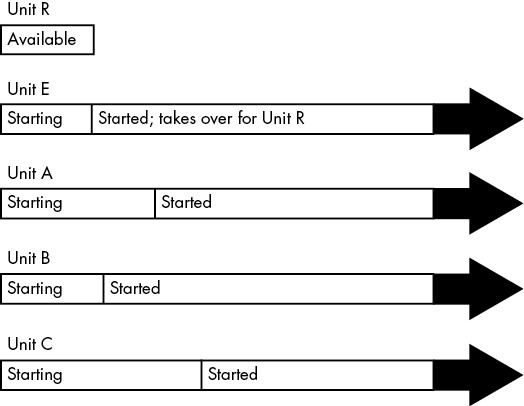 Unit R
Available
Unit E
Starting Started; takes over for Unit R
Unit A
Starting Started
Unit B
Starting Started
Unit C
Starting Started